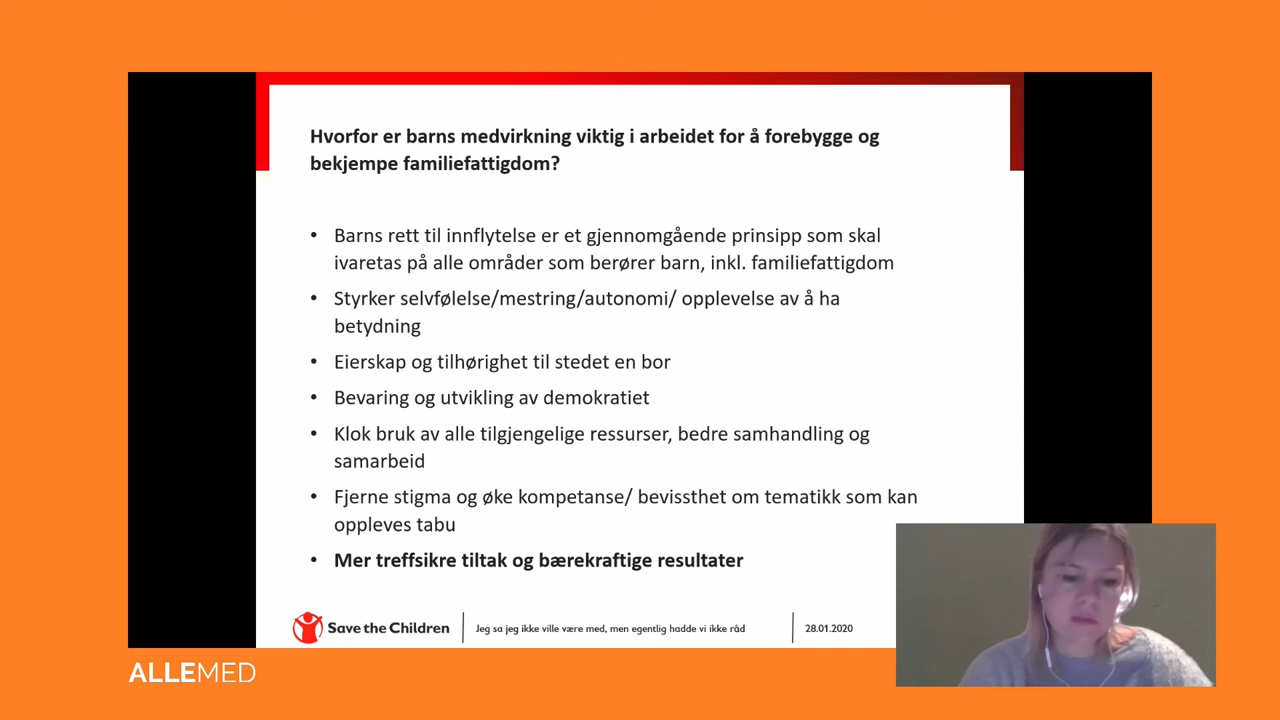 Hvorfor er barns medvirkning viktig i arbeidet for å forebygge og
bekjempe familiefattigdom?
• Barns rett til innflytelse er et gjennomgående prinsipp som skal
ivaretas på alle områder som berører barn, inkl. familiefattigdom
• Styrker selvfølelse/mestring/autonomi/ opplevelse av å ha
betydning
• Eierskap og tilhørighet til stedet en bor
• Bevaring og utvikling av demokratiet
• Klok bruk av alle tilgjengelige ressurser, bedre samhandling og
samarbeid
• Fjerne stigma og øke kompetanse/ bevissthet om tematikk som kan
oppleves tabu
• Mer treffsikre tiltak og bærekraftige resultater
Save the Children
Jeg sa jeg ikke ville være med, men egentlig hadde vi ikke råd
28.01.2020
ALLEMED